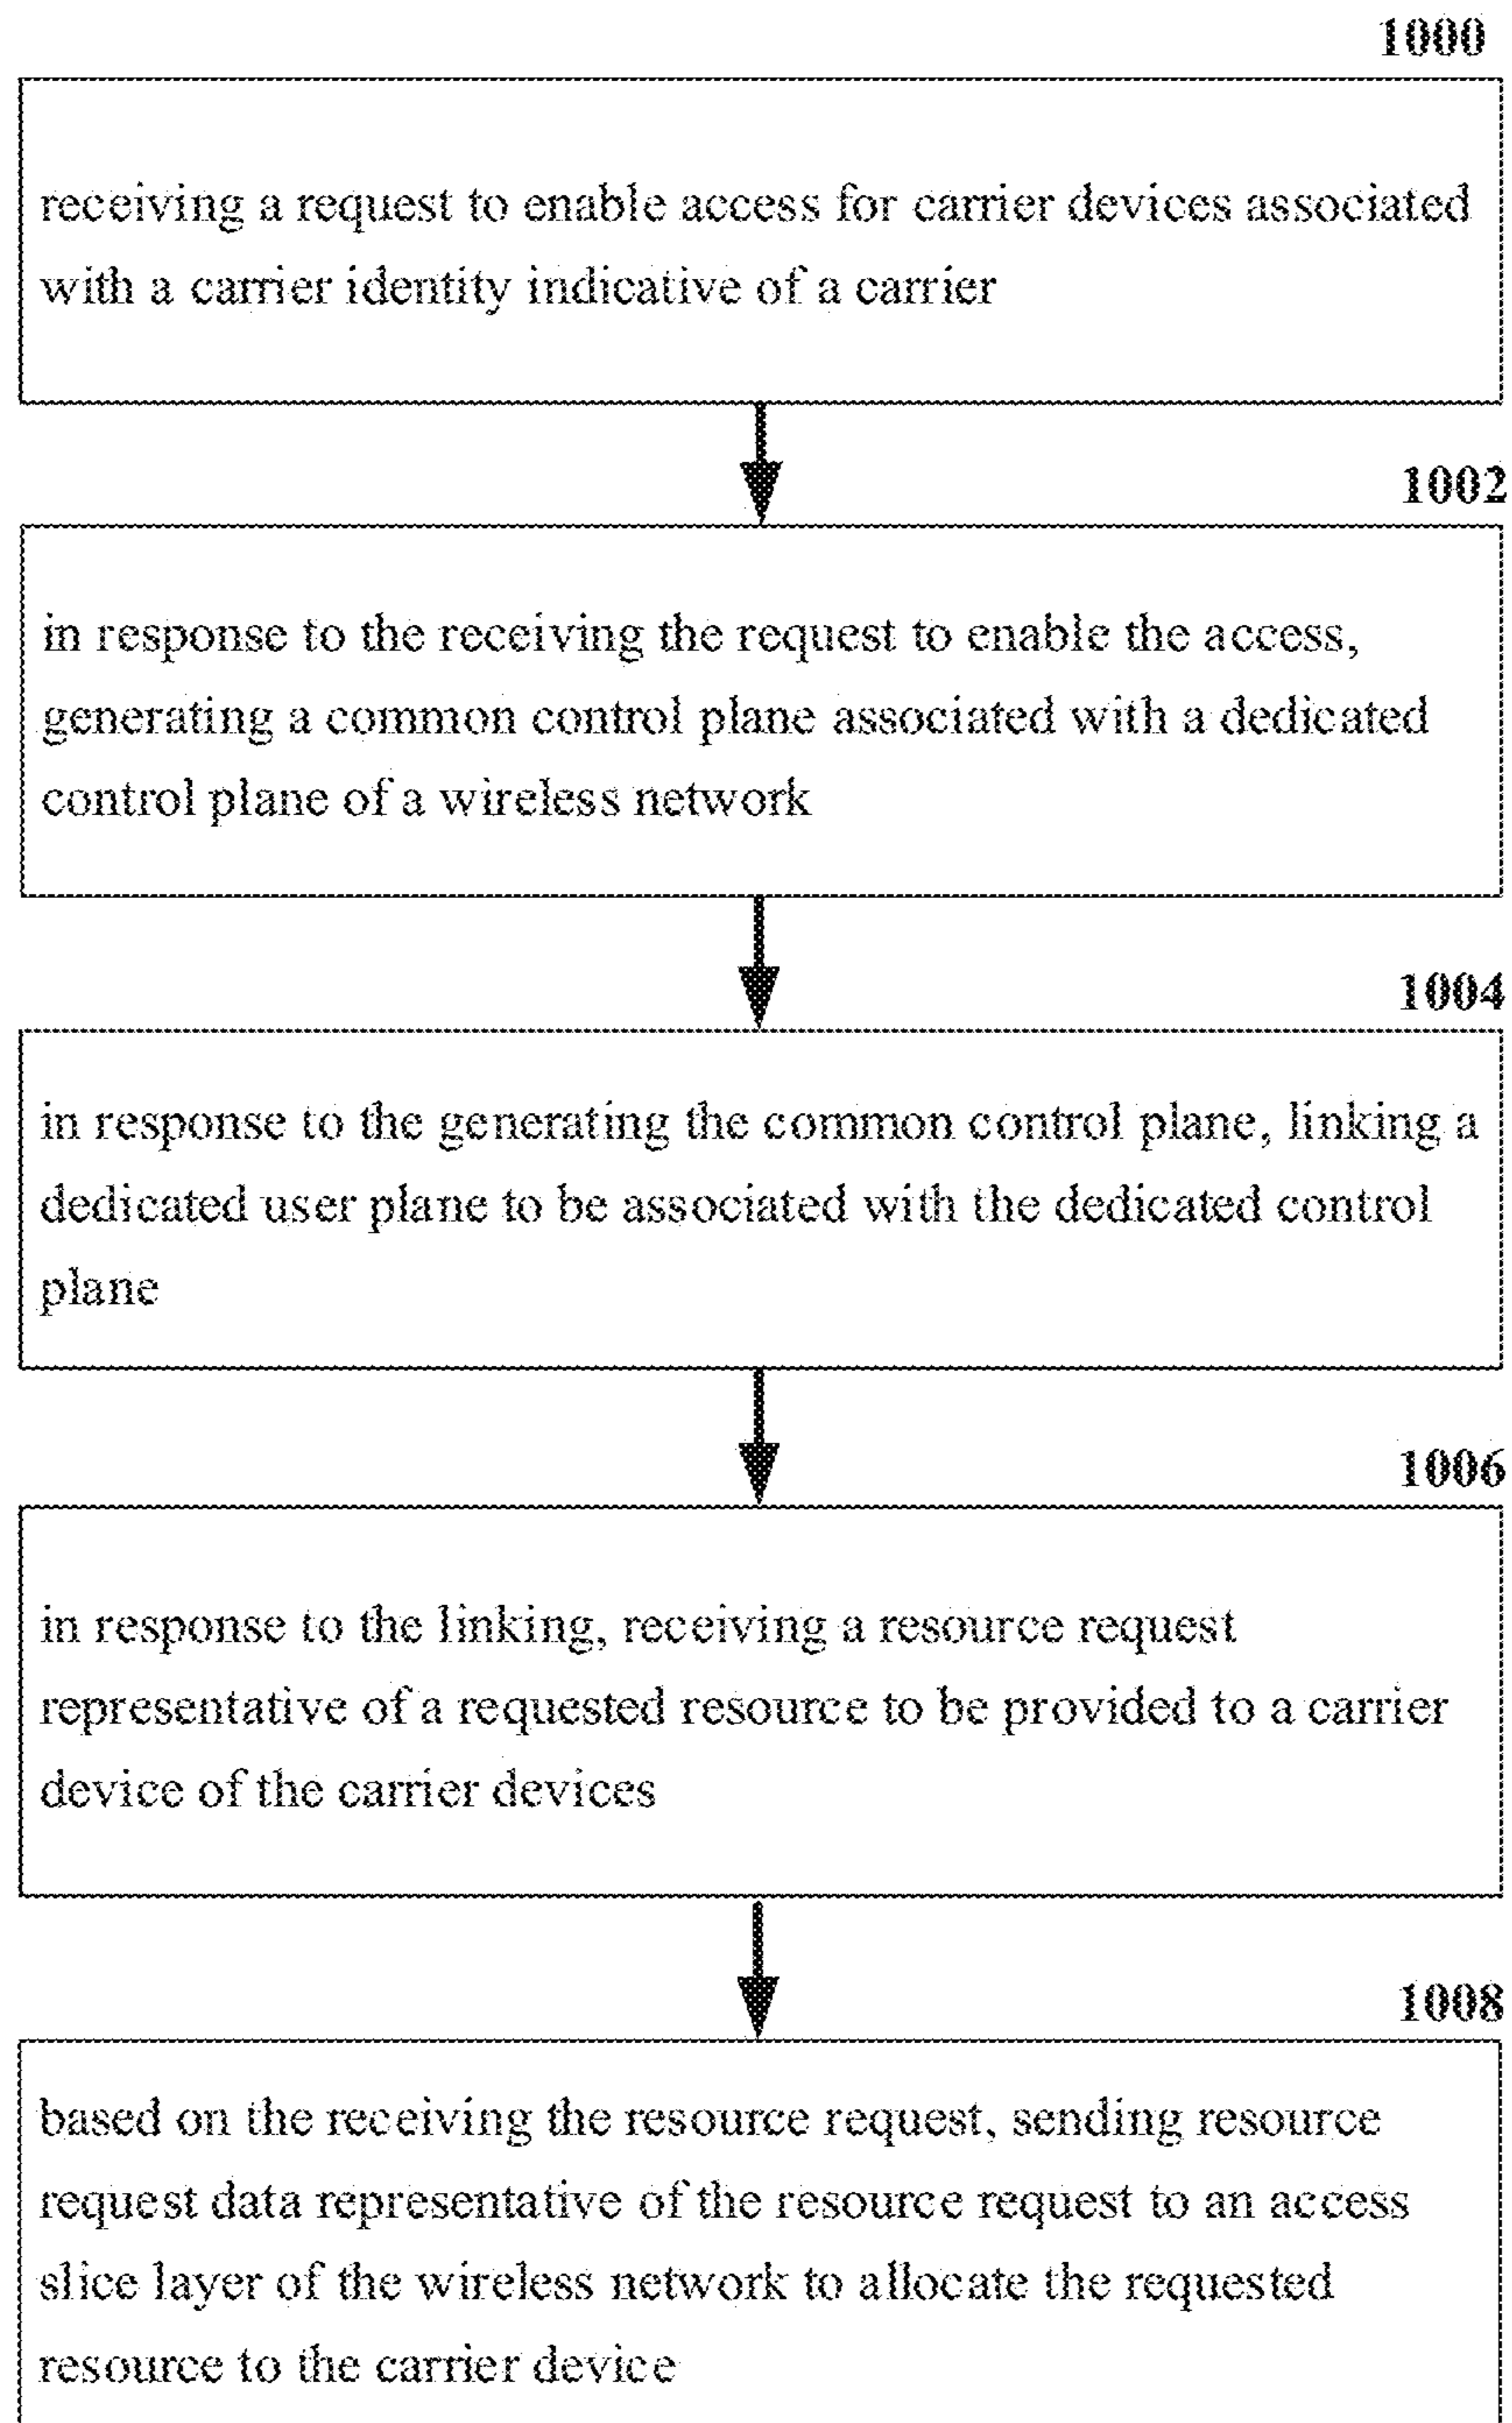 1000
receiving a request to enable access for carrier devices associated
with a carrier identity indicative of a carrier
1002
in response to the receiving the request to enable the access,
generating a common control plane associated with a dedicated
control plane of a wireless network
1004
in response to the generating the common control plane, linking a
dedicated user plane to be associated with the dedicated control
plane
1006
in response to the linking, receiving a resource request
representative of a requested resource to be provided to a carrier
device of the carrier devices
1008
based on the receiving the resource request, sending resource
request data representative of the resource request to an access
slice layer of the wireless network to allocate the requested
resource to the carrier device